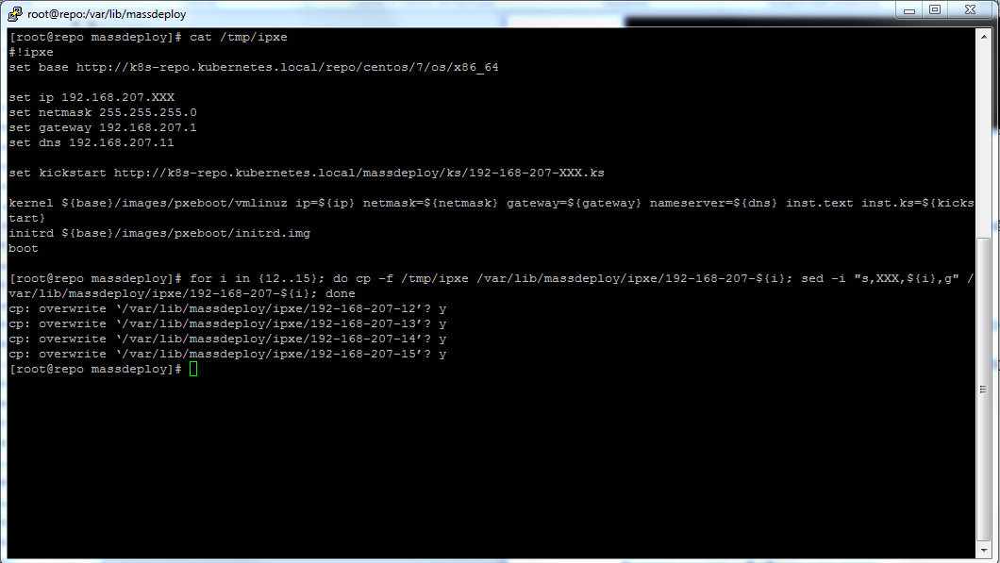 root@repo:/var/lib/massdeploy
[root@repo massdeploy]# cat /tmp/ipxe
#!ipxe
set base http://k8s-repo.kubernetes.local/repo/centos/7/os/x86_64
set ip 192.168.207.XXX
set netmask 255.255.255.0
set gateway 192.168.207.1
set dns 192.168.207.11
set kickstart http://k8s-repo.kubernetes.local/massdeploy/ks/192-168-207-XXX.ks
kernel ${base}/images/pxeboot/vmlinuz ip=${ip} netmask=${netmask} gateway=${gateway} nameserver=${dns} inst.text inst.ks=${kicks
tart}
initrd ${base}/images/pxeboot/initrd.img
boot
[root@repo massdeploy]# for i in {12..15}; do cp -f /tmp/ipxe /var/lib/massdeploy/ipxe/192-168-207-${i}; sed -i "s,XXX,${i},g" /
var/lib/massdeploy/ipxe/192-168-207-${i}; done
cp: overwrite ‘/var/lib/massdeploy/ipxe/192-168-207-12’? y
cp: overwrite ‘/var/lib/massdeploy/ipxe/192-168-207-13’? y
cp: overwrite ‘/var/lib/massdeploy/ipxe/192-168-207-14’? y
cp: overwrite ‘/var/lib/massdeploy/ipxe/192-168-207-15’? y
[root@repo massdeploy]#